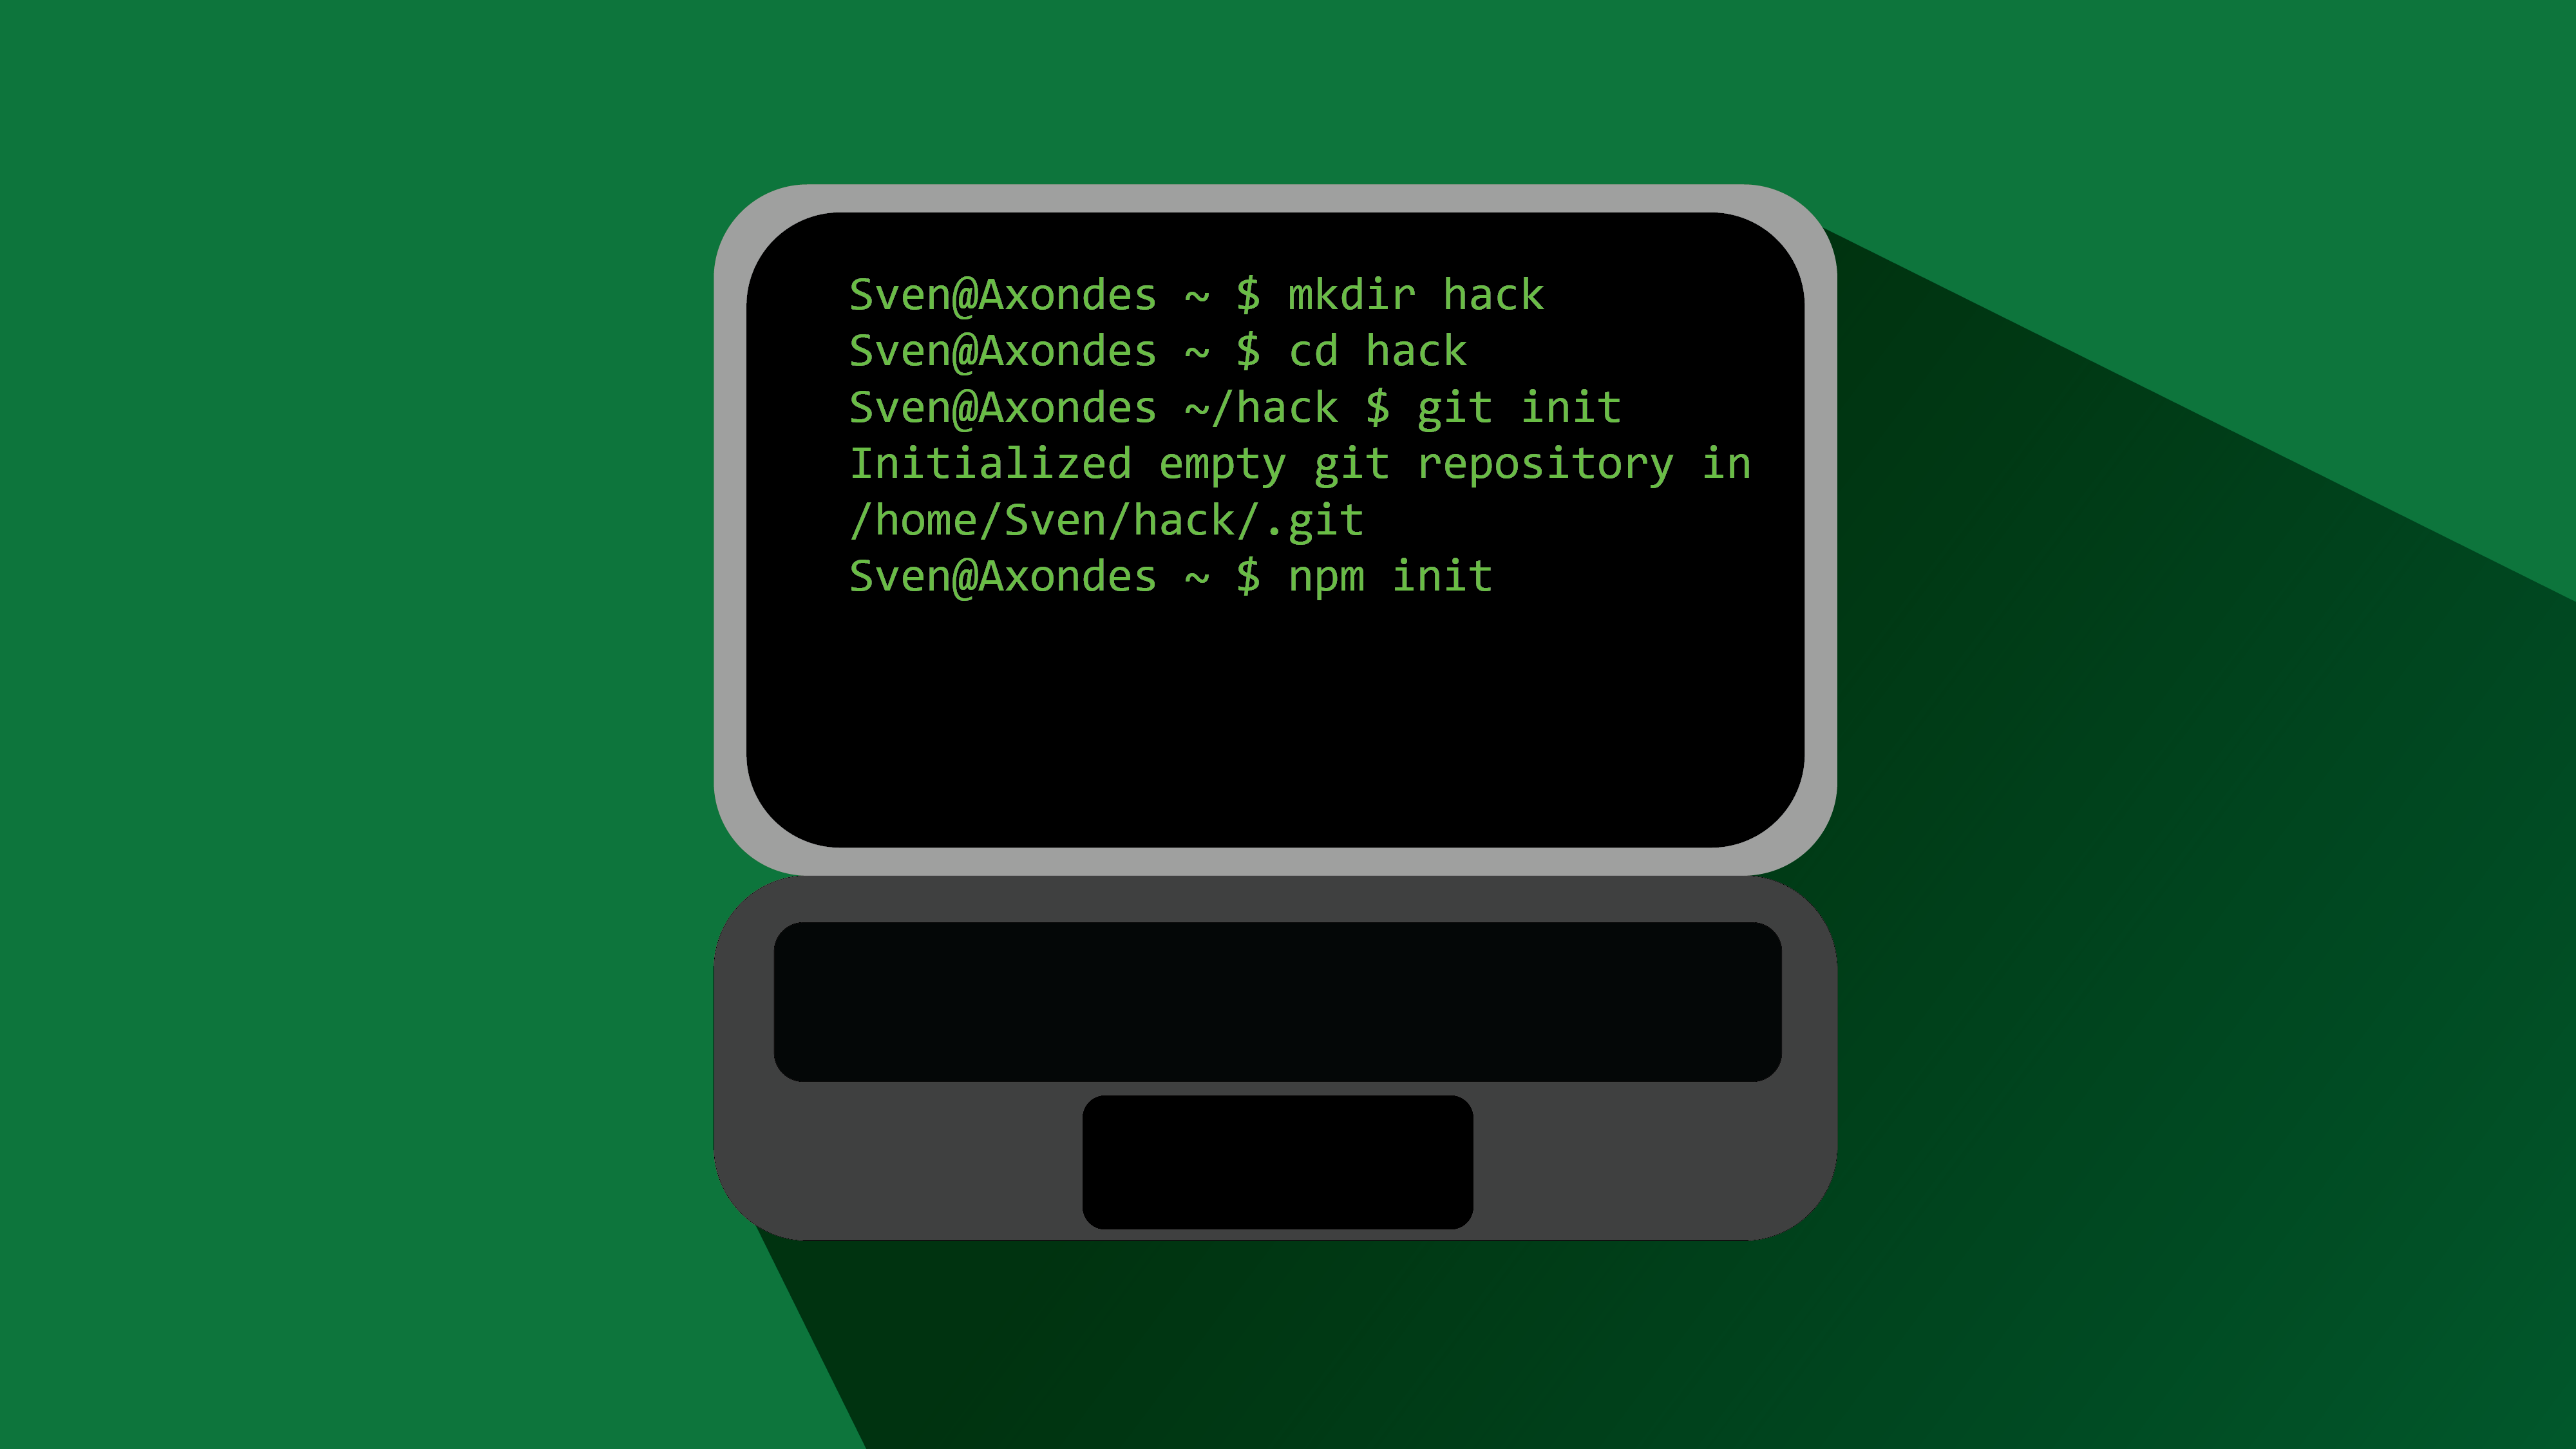 Sven@Axondes ~ $ mkdir hack
Sven@Axondes ~ $ cd hack
Sven@Axondes ~/hack $ git init
Initialized empty git repository in
/home/Sven/hack/.git
Sven@Axondes ~ $ npm init